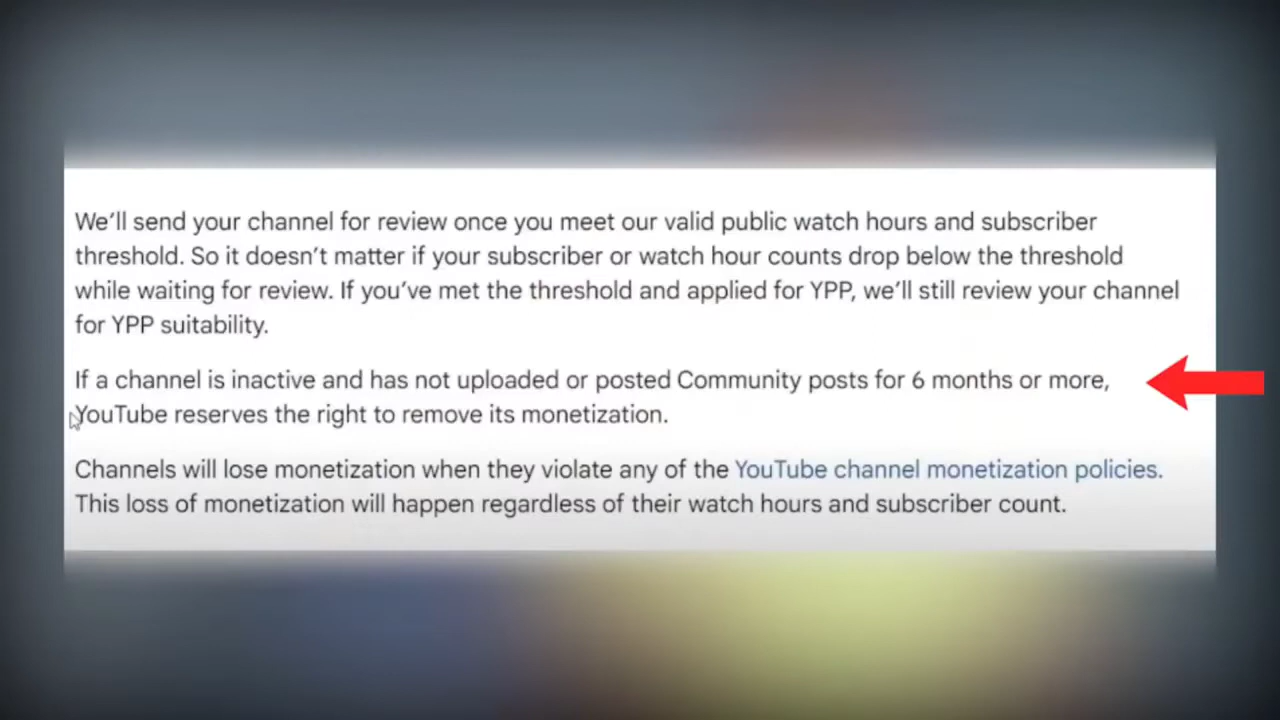 We’ll send your channel for review once you meet our valid public watch hours and subscriber
threshold. So it doesn’t matter if your subscriber or watch hour counts drop below the threshold
while waiting for review. If you’ve met the threshold and applied for YPP, we’ll still review your channel
for YPP suitability.
If a channel is inactive and has not uploaded or posted Community posts for 6 months or more,
YouTube reserves the right to remove its monetization.
Channels will lose monetization when they violate any of the YouTube channel monetization policies.
This loss of monetization will happen regardless of their watch hours and subscriber count.